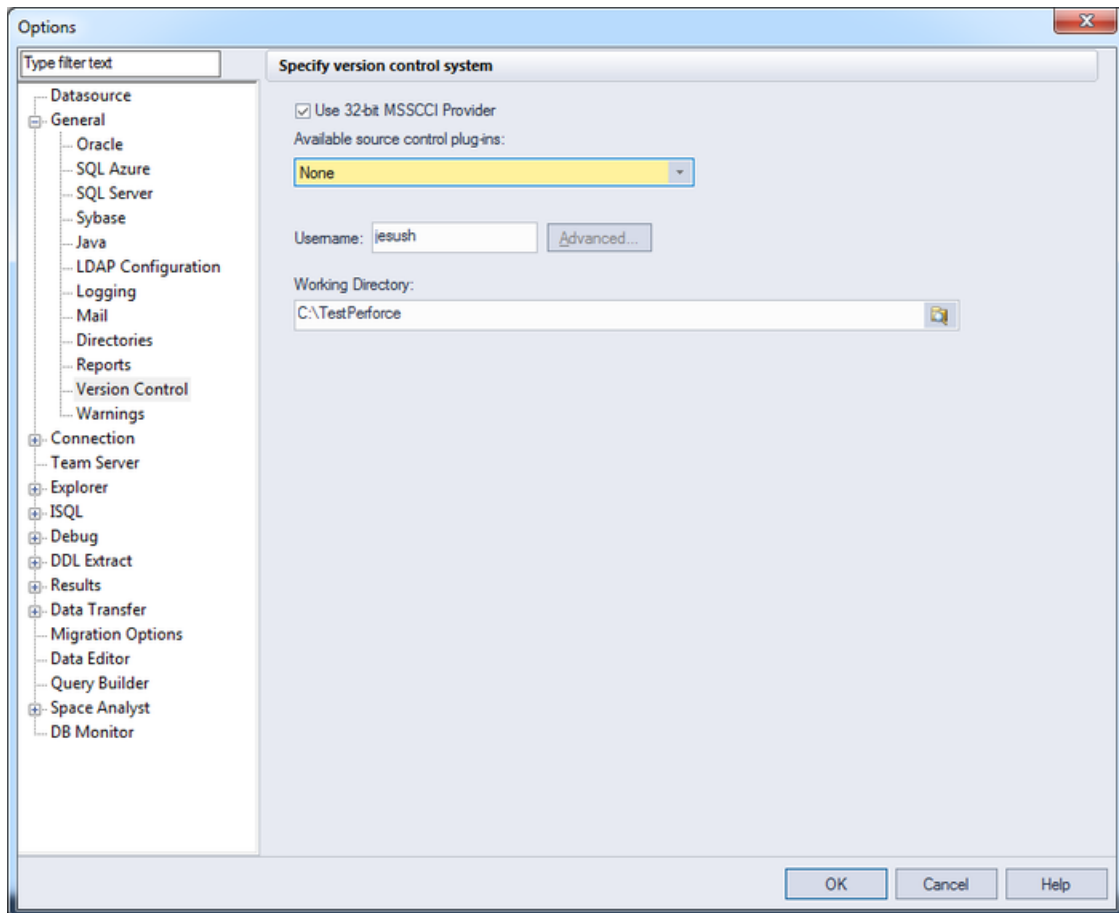 Options
Type filter text
Datasource
General
Oracle
SQL Azure
SQL Server
Sybase
Java
LDAP Configuration
Logging
Mail
Directories
Reports
Version Control
Warnings
Connection
Team Server
Explorer
ISQL
Debug
DDL Extract
Results
Data Transfer
Migration Options
Data Editor
Query Builder
Space Analyst
DB Monitor
Specify version control system
Use 32-bit MSSCCI Provider
Available source control plug-ins:
None
Username: jesush Advanced...
Working Directory:
C:\TestPerforce
OK Cancel Help